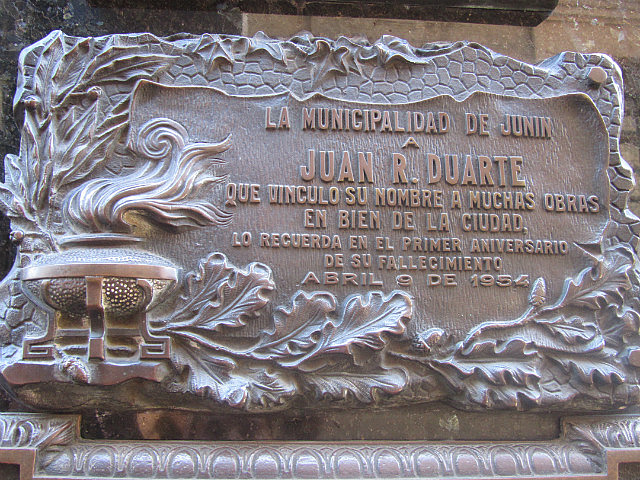 LA MUNICIPALIDAD DE JUNIN
A
JUAN R. DUARTE
QUE VINCULO SU NOMBRE A MUCHAS OBRAS
EN BIEN DE LA CIUDAD,
LO RECUERDA EN EL PRIMER ANIVERSARIO
DE SU FALLECIMIENTO
ABRIL 9 DE 1954